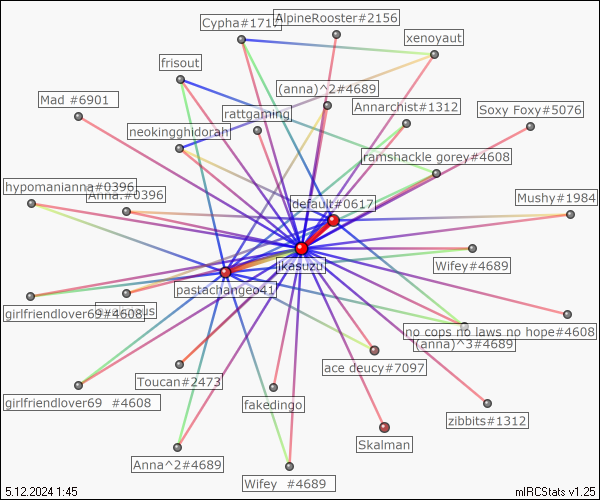 AlpineRooster#2156
Cypha#1717
xenoyaut
frisout
(anna)^2#4689
Mad #6901
rattgaming
Annarchist#1312
Soxy Foxy#5076
neokingghidorah
ramshackle gorey#4608
hypomanianna#0396
Anna.#0396
default#0617
Mushy#1984
ikasuzu
Wifey#4689
pastachangeo41
girlfriendlover69#4608
no cops no laws no hope#4608
(anna)^3#4689
ace deucy#7097
Toucan#2473
girlfriendlover69 #4608
fakedingo
zibbits#1312
Skalman
Anna^2#4689
Wifey #4689
5.12.2024 1:45
mIRCStats v1.25